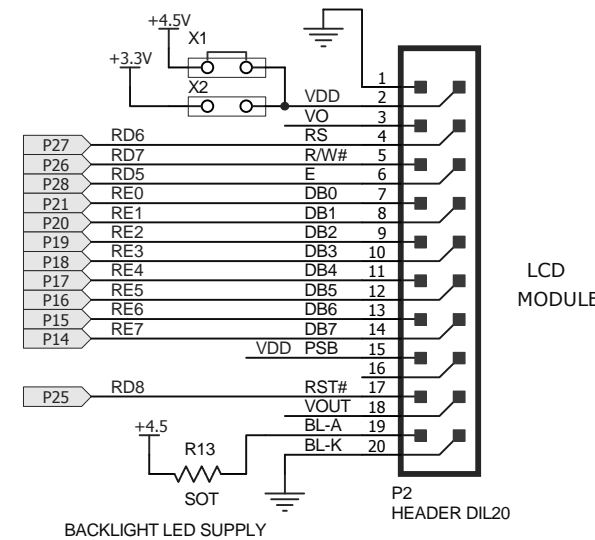 +4.5V
X1
+3.3V
X2
1
VDD 2
VO 3
P27 RD6 RS 4
P26 RD7 R/W# 5
P28 RD5 E 6
P21 RE0 DB0 7
P20 RE1 DB1 8
P19 RE2 DB2 9
P18 RE3 DB3 10
P17 RE4 DB4 11
P16 RE5 DB5 12
P15 RE6 DB6 13
P14 RE7 DB7 14
VDD PSB 15
16
P25 RD8 RST# 17
VOUT 18
+4.5 BL-A 19
BL-K 20
R13
SOT
BACKLIGHT LED SUPPLY
LCD
MODULE
P2
HEADER DIL20